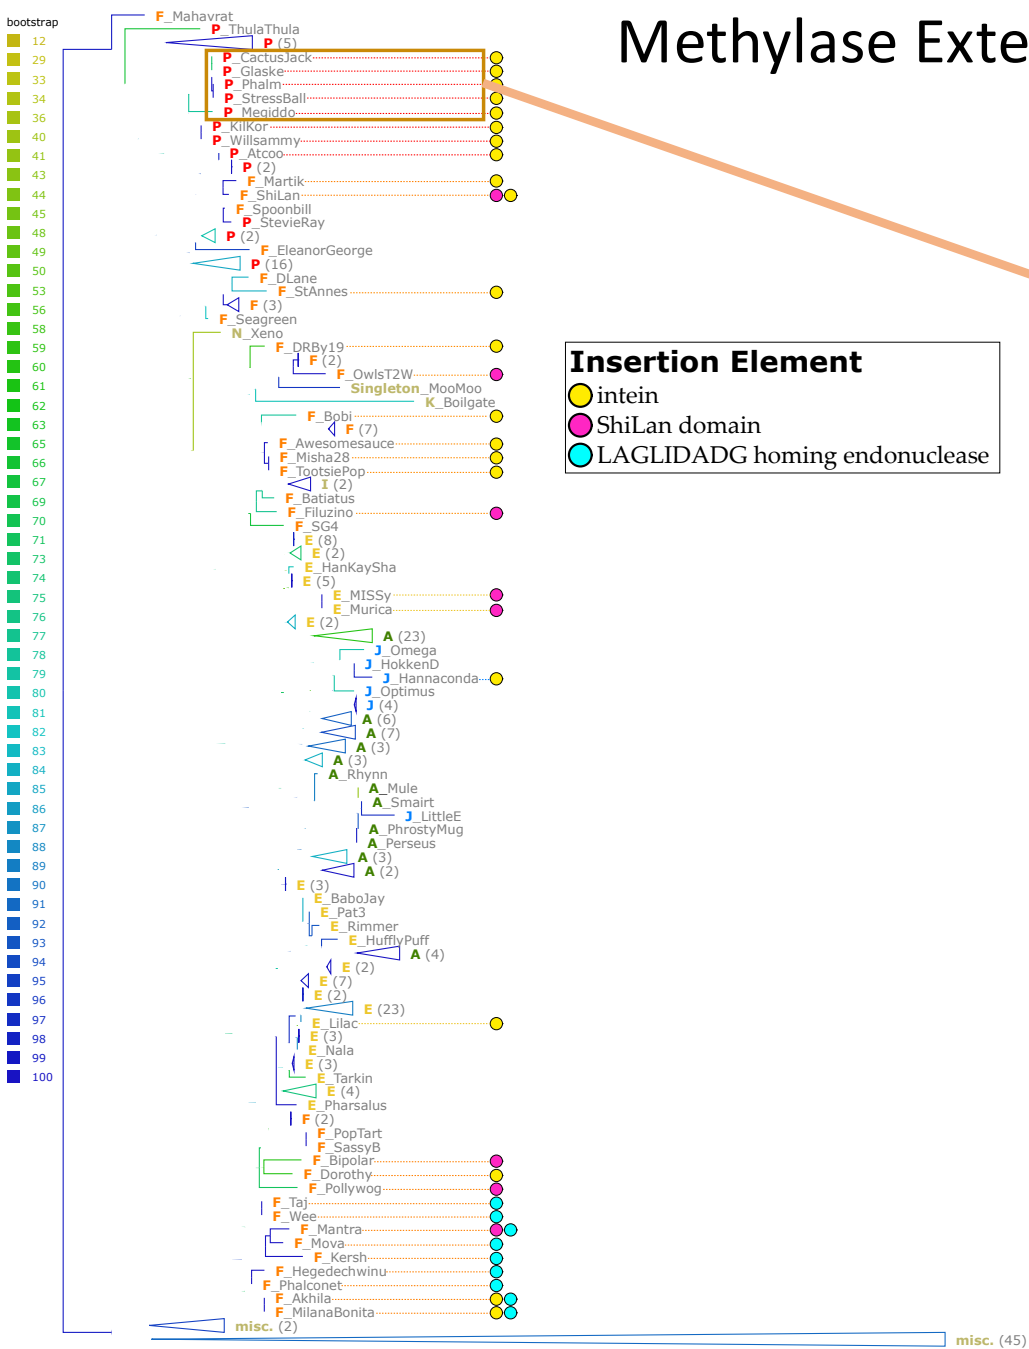 Methylase Exte
bootstrap
12
29
33
34
36
40
41
43
44
45
48
49
50
53
56
58
59
60
61
62
63
65
66
67
69
70
71
73
74
75
76
77
78
79
80
81
82
83
84
85
86
87
88
89
90
91
92
93
94
95
96
97
98
99
100
F_Mahavrat
P_ThulaThula
P (5)
P_CactusJack
P_Glaske
P_Phalm
P_StressBall
P_Megiddo
P_KilKor
P_Willsammy
P_Atcoo
P (2)
F_Martik
F_ShiLan
F_Spoonbill
P_StevieRay
P (2)
F_EleanorGeorge
P (16)
F_DLane
F_StAnnes
F (3)
F_Seagreen
N_Xeno
F_DRBy19
F (2)
F_OwlsT2W
Singleton_MooMoo
K_Boilgate
F_Bobi
F (7)
F_Awesomesauce
F_Misha28
F_TootsiePop
I (2)
F_Batiatus
F_Filuzino
F_SG4
E (8)
E (2)
E_HanKaySha
E (5)
E_MISSy
E_Murica
E (2)
A (23)
J_Omega
J_HokkenD
J_Hannaconda
J_Optimus
J (4)
A (6)
A (7)
A (3)
A (3)
A_Rhynn
A_Mule
A_Smairt
J_LittleE
A_PhrostyMug
A_Perseus
A (3)
A (2)
E (3)
E_BaboJay
E_Pat3
E_Rimmer
E_HufflyPuff
A (4)
E (2)
E (7)
E (2)
E (23)
E_Lilac
E (3)
E_Nala
E (3)
E_Tarkin
E (4)
E_Pharsalus
F (2)
F_PopTart
F_SassyB
F_Bipolar
F_Dorothy
F_Pollywog
F_Taj
F_Wee
F_Mantra
F_Mova
F_Kersh
F_Hegedechwinu
F_Phalconet
F_Akhila
F_MilanaBonita
misc. (2)
misc. (45)
Insertion Element
intein
ShiLan domain
LAGLIDADG homing endonuclease